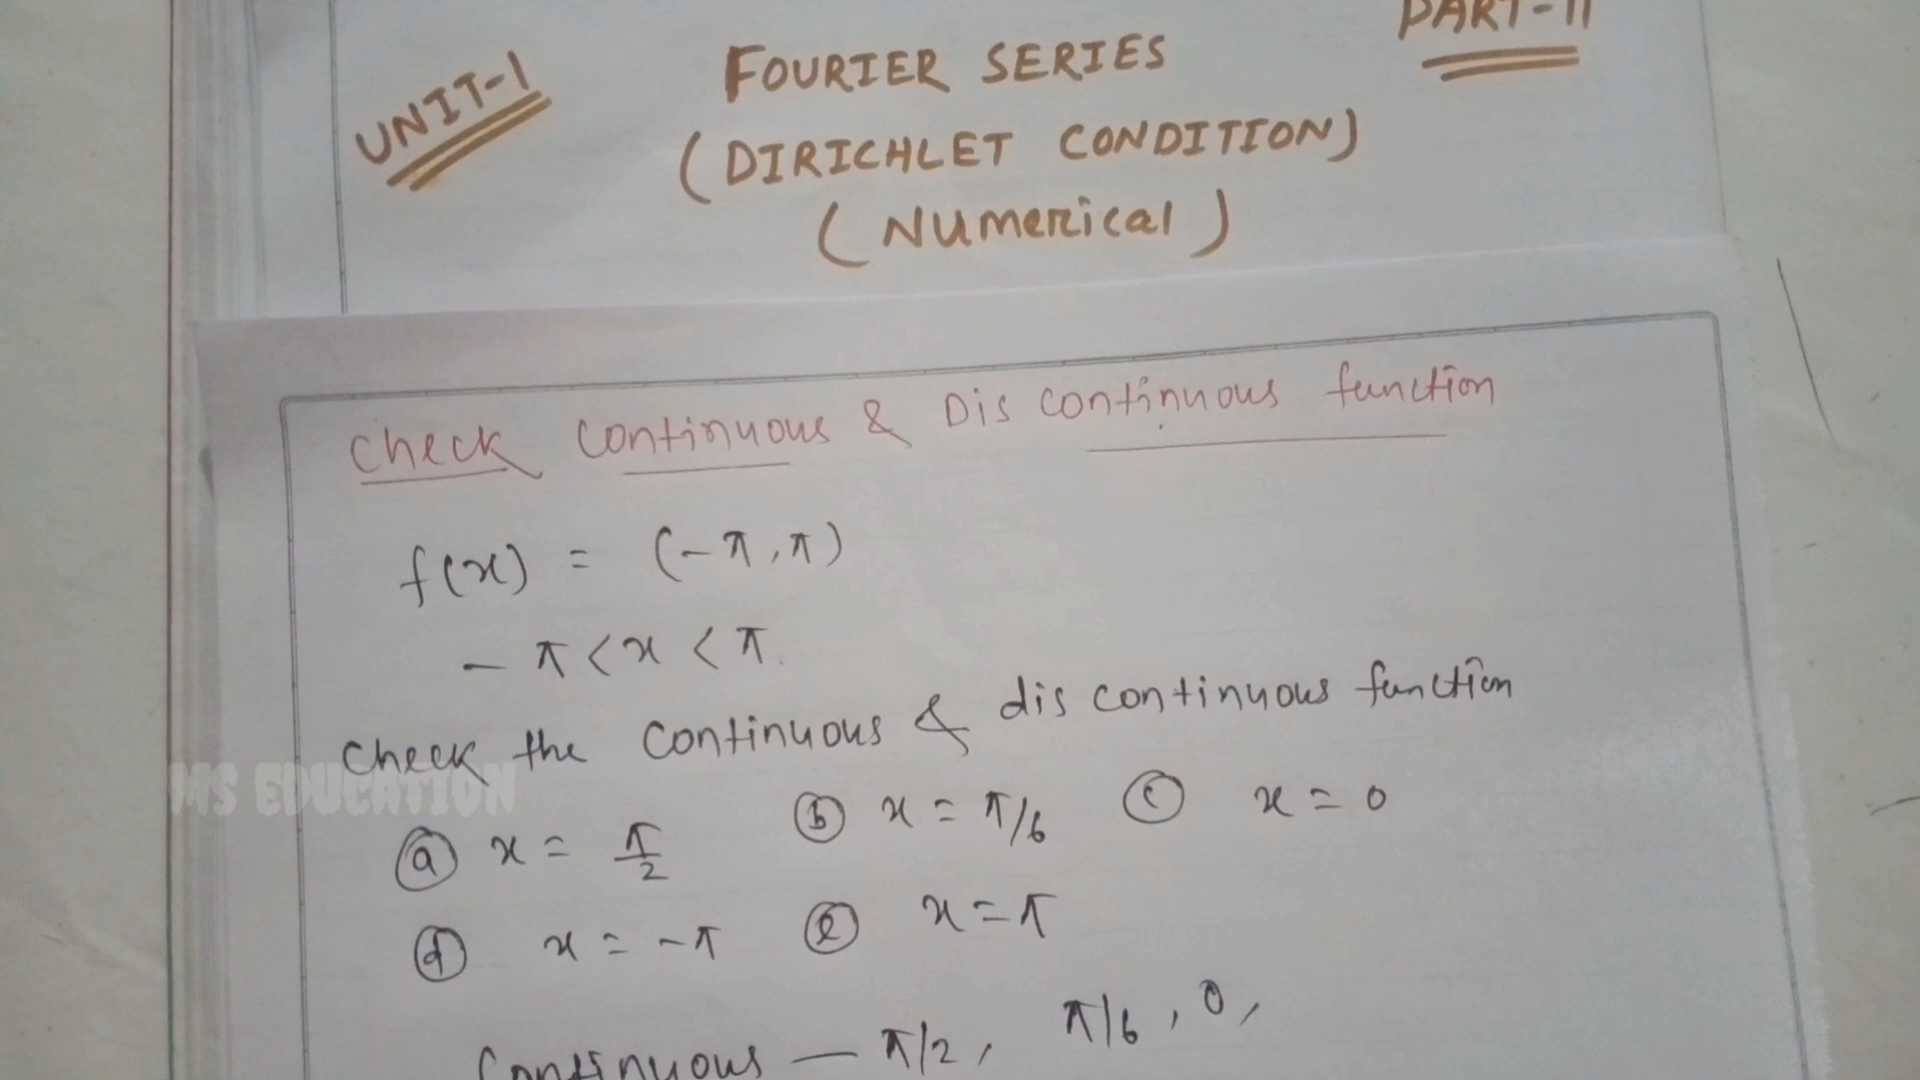 UNIT-1
FOURIER SERIES
PART-II
(DIRICHLET CONDITION)
(Numerical)
Check Continuous & Dis continuous function
f(x) = (-π, π)
- π < x < π.
Check the Continuous & dis continuous function
MS EDUCATION
ⓐ x = π/2 ⓑ x = π/6 ⓒ x = 0
ⓓ x = -π ⓔ x = π
Continuous — π/2, π/6, 0,